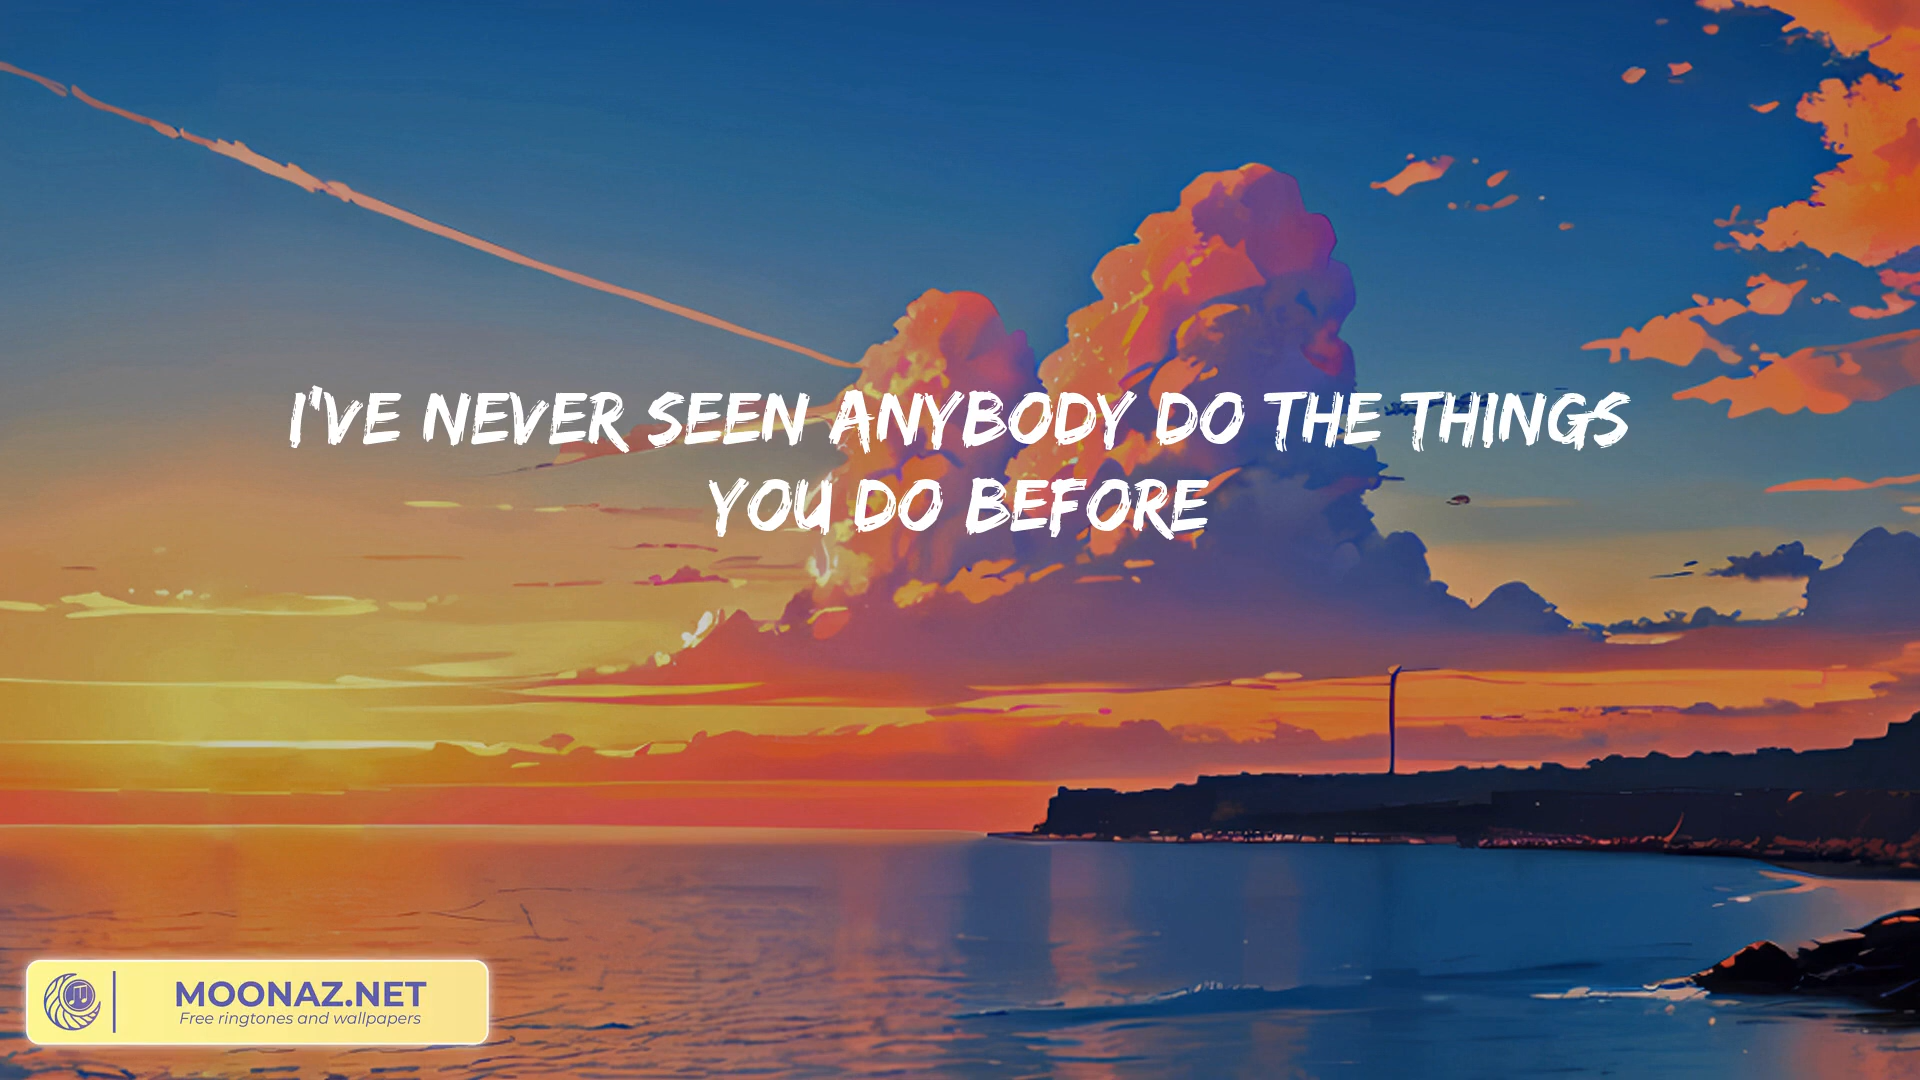 I'VE NEVER SEEN ANYBODY DO THE THINGS
YOU DO BEFORE
MOONAZ.NET
Free ringtones and wallpapers